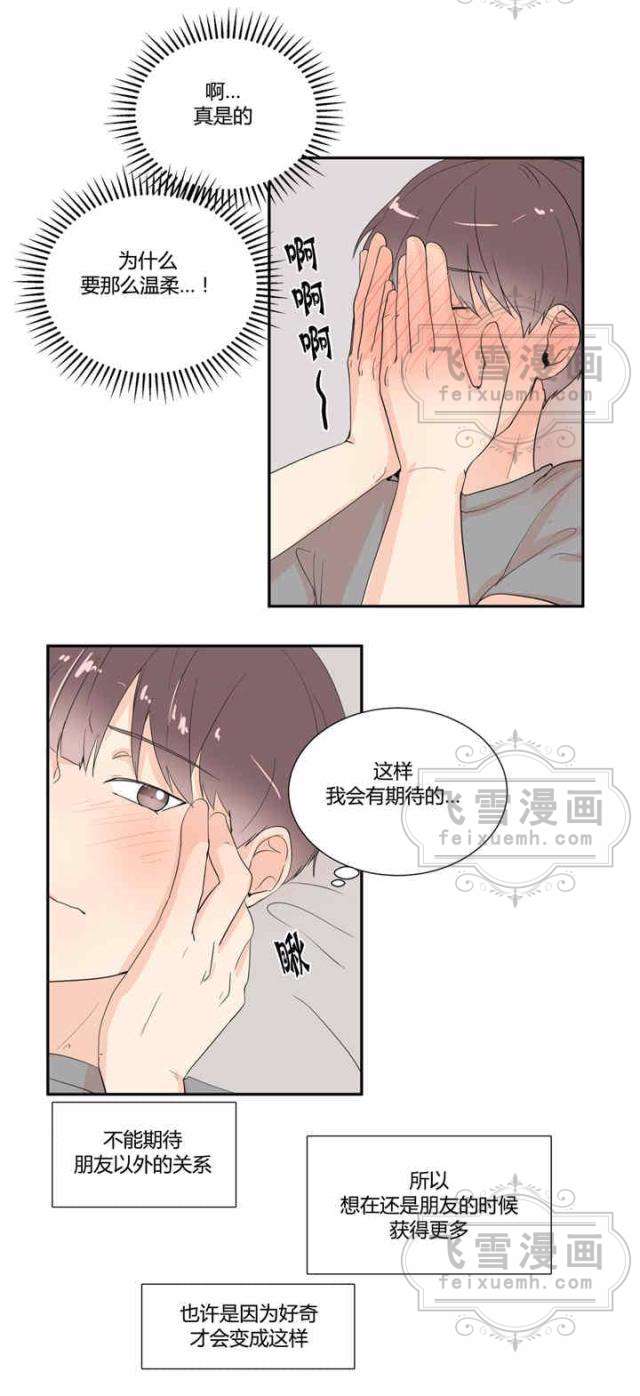 啊...
真是的
为什么
要那么温柔...！
啊啊啊～
飞雪漫画
feixuemh.com
这样
我会有期待的...
飞雪漫画
feixuemh.com
瞅
不能期待
朋友以外的关系
所以
想在还是朋友的时候
获得更多
飞雪漫画
feixuemh.com
也许是因为好奇
才会变成这样